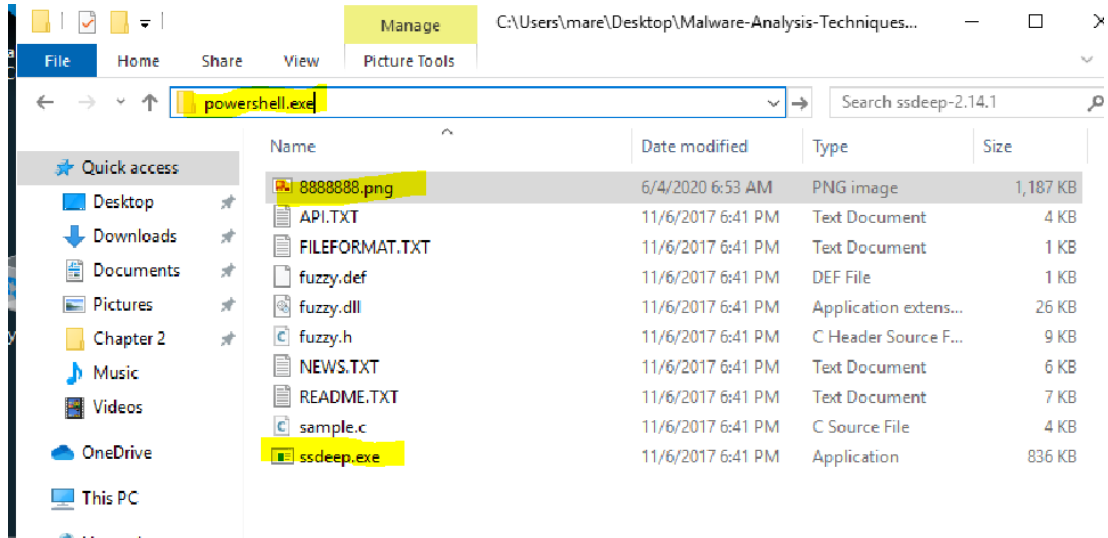 Manage C:\Users\mare\Desktop\Malware-Analysis-Techniques...
File Home Share View Picture Tools
powershell.exe Search ssdeep-2.14.1
Name Date modified Type Size
Quick access
8888888.png 6/4/2020 6:53 AM PNG image 1,187 KB
Desktop
API.TXT 11/6/2017 6:41 PM Text Document 4 KB
Downloads
FILEFORMAT.TXT 11/6/2017 6:41 PM Text Document 1 KB
Documents
fuzzy.def 11/6/2017 6:41 PM DEF File 1 KB
Pictures
fuzzy.dll 11/6/2017 6:41 PM Application extens... 26 KB
Chapter 2
fuzzy.h 11/6/2017 6:41 PM C Header Source F... 9 KB
Music
NEWS.TXT 11/6/2017 6:41 PM Text Document 6 KB
Videos
README.TXT 11/6/2017 6:41 PM Text Document 7 KB
sample.c 11/6/2017 6:41 PM C Source File 4 KB
OneDrive
ssdeep.exe 11/6/2017 6:41 PM Application 836 KB
This PC